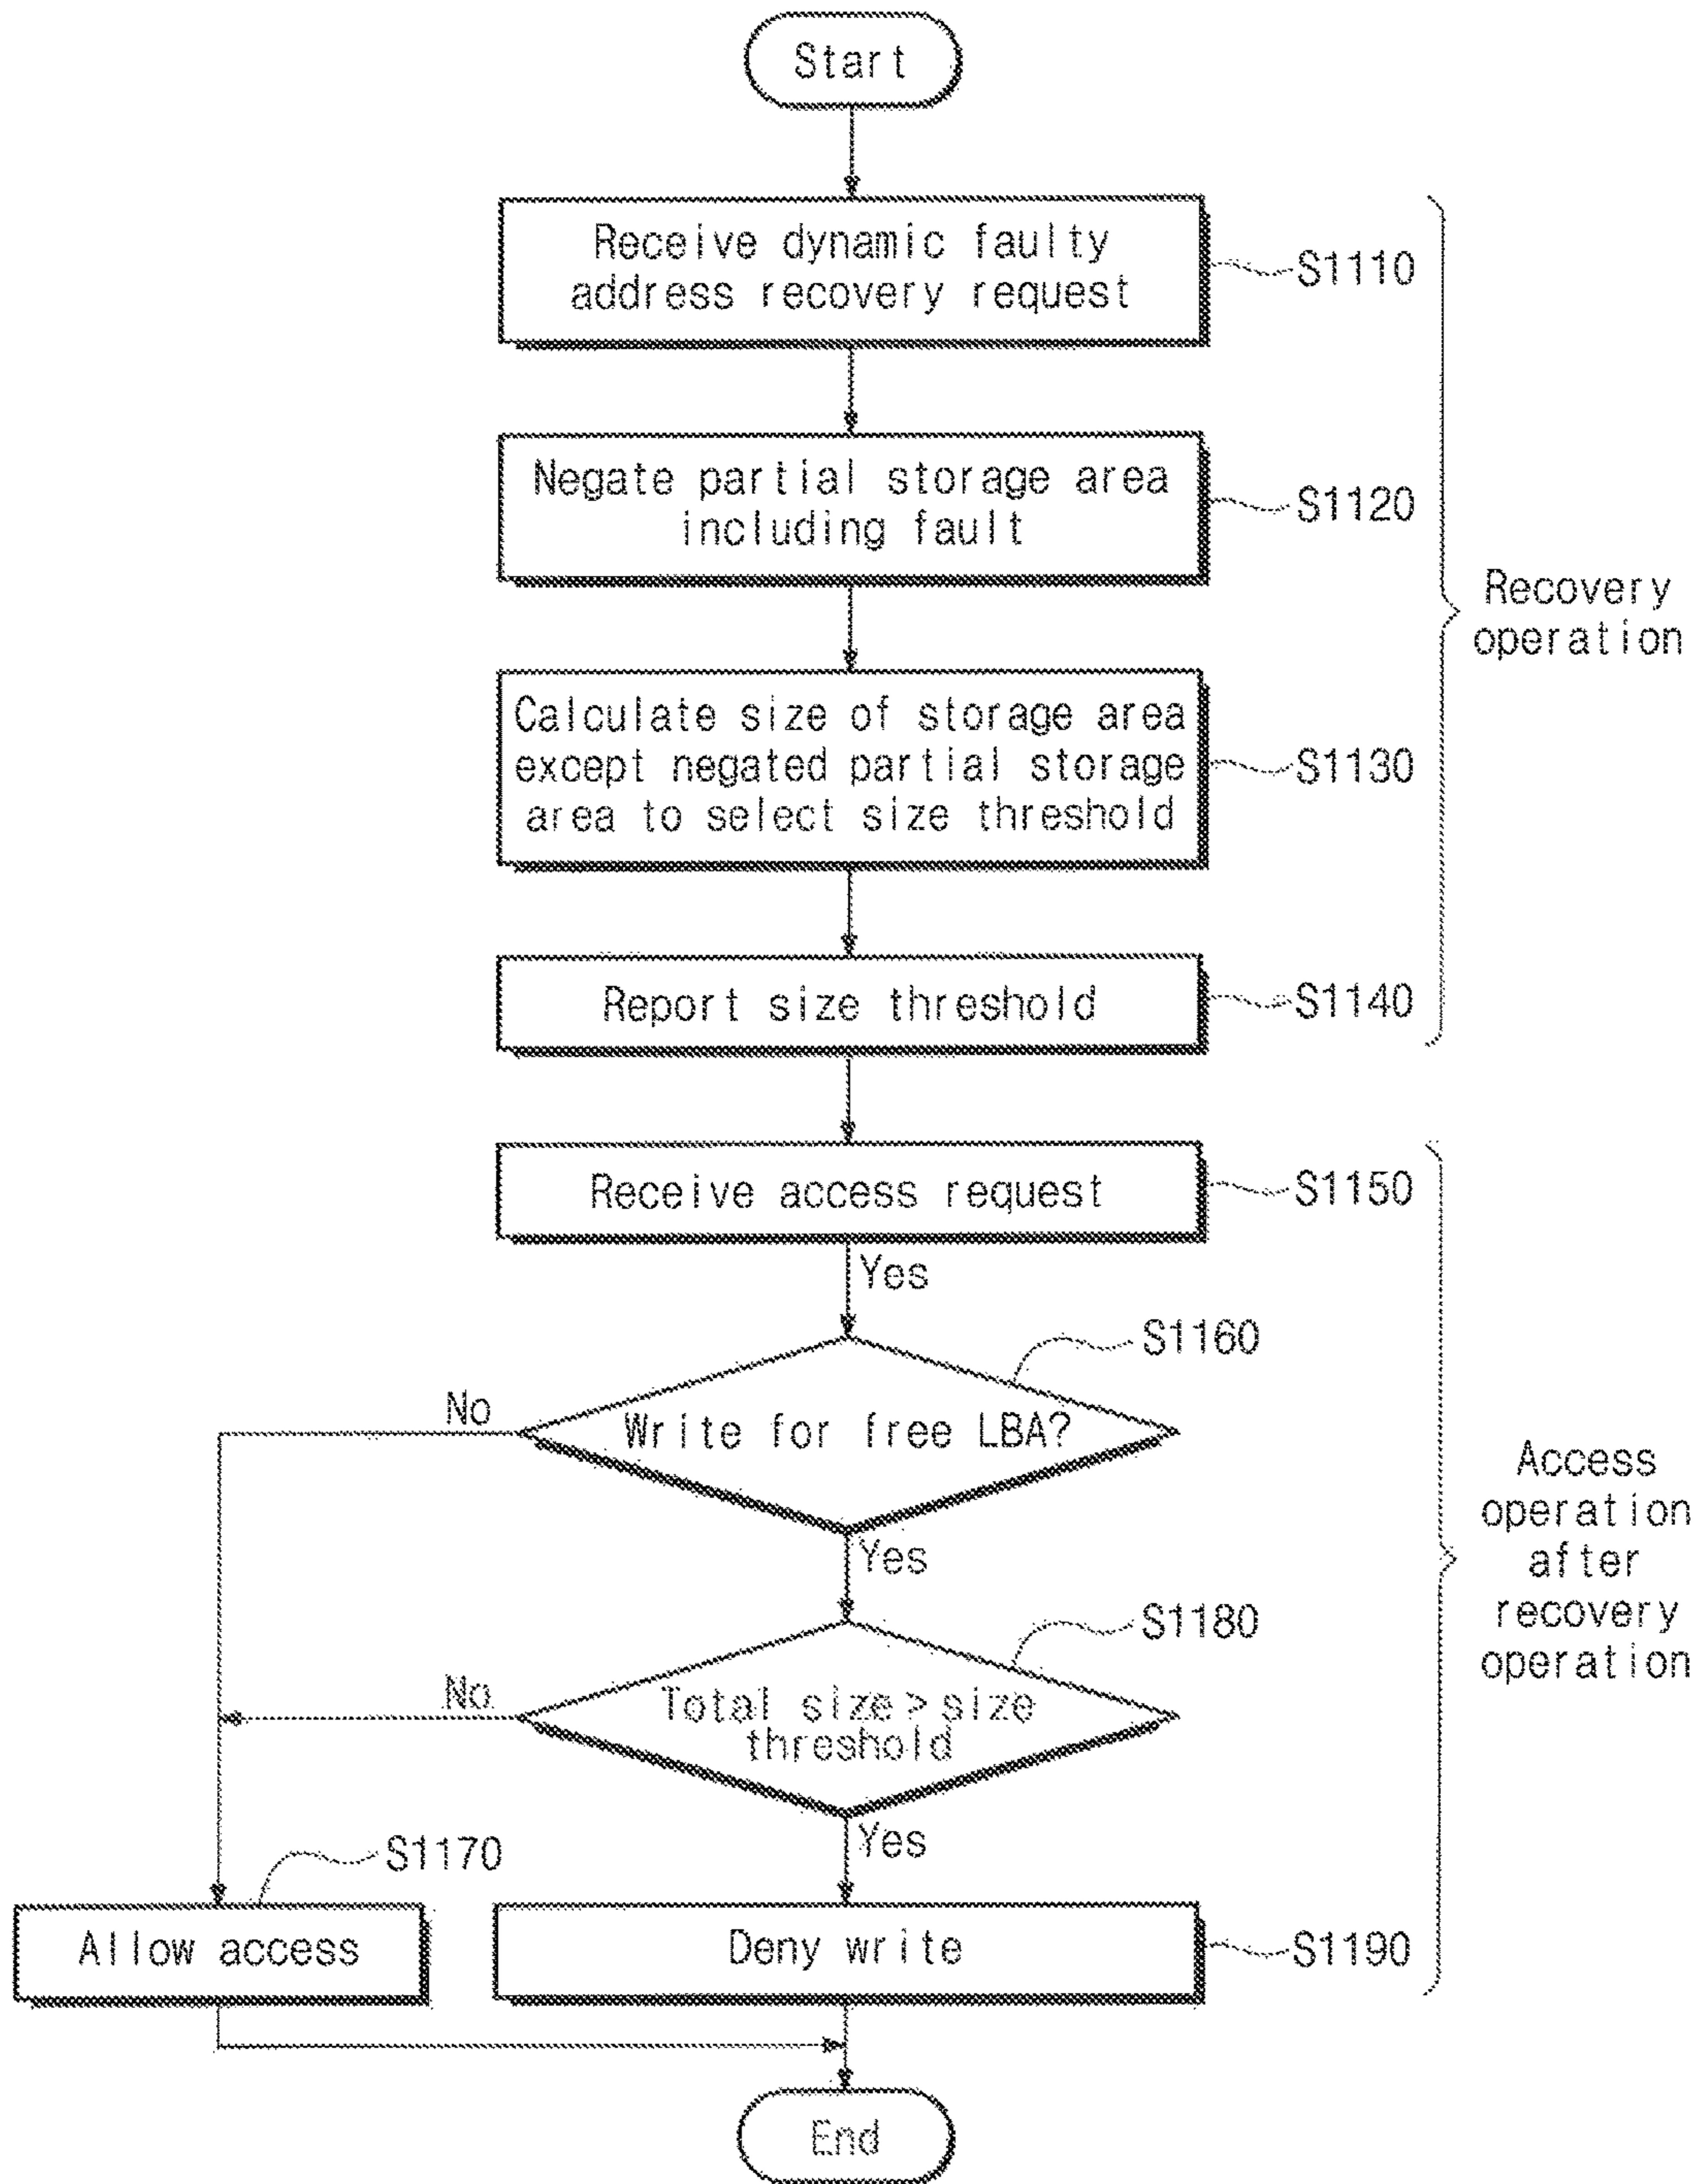 Start
Receive dynamic faulty
address recovery request
S1110
Negate partial storage area
including fault
S1120
Recovery
operation
Calculate size of storage area
except negated partial storage
area to select size threshold
S1130
Report size threshold
S1140
Receive access request
S1150
Yes
S1160
No
Write for free LBA?
Yes
Access
operation
after
recovery
operation
S1180
No
Total size > size
threshold
Yes
S1170
Allow access
Deny write
S1190
End